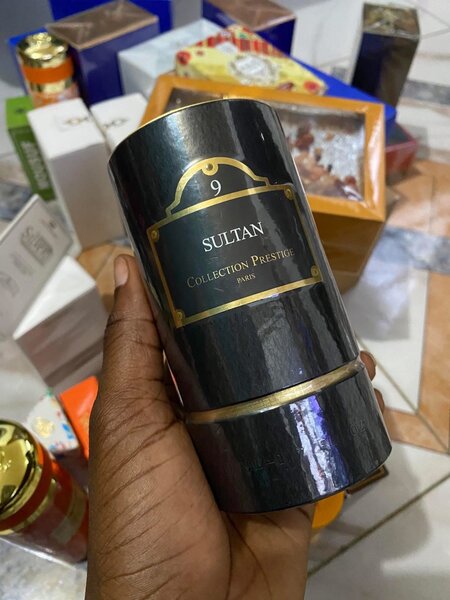 9
SULTAN
COLLECTION PRESTIGE
PARIS